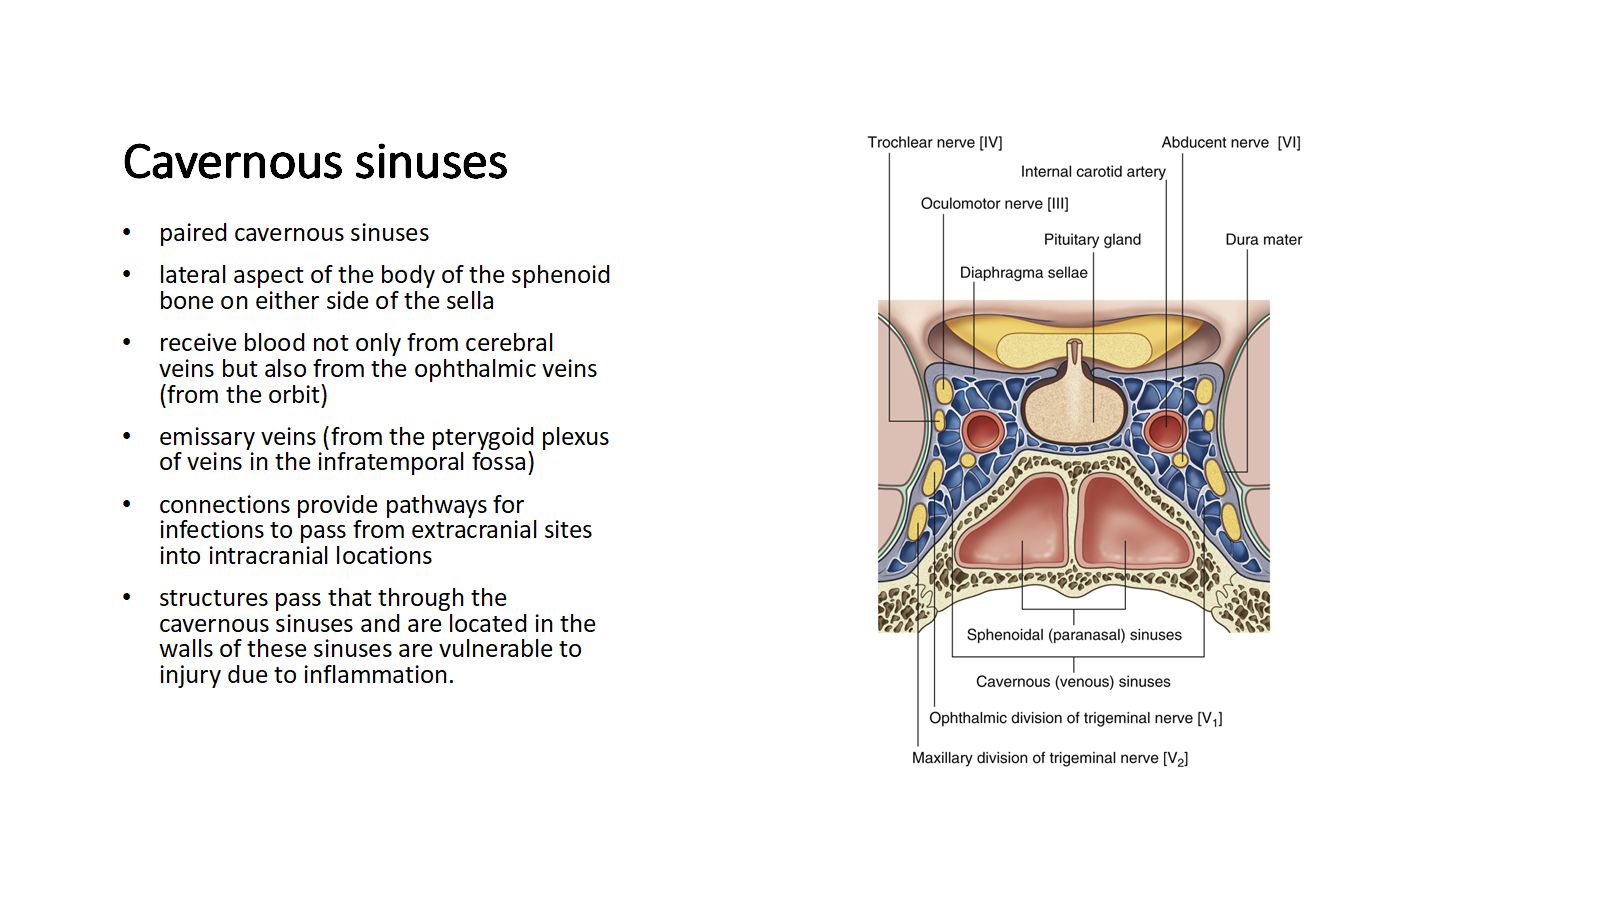 Cavernous sinuses
• paired cavernous sinuses
• lateral aspect of the body of the sphenoid
bone on either side of the sella
• receive blood not only from cerebral
veins but also from the ophthalmic veins
(from the orbit)
• emissary veins (from the pterygoid plexus
of veins in the infratemporal fossa)
• connections provide pathways for
infections to pass from extracranial sites
into intracranial locations
• structures pass that through the
cavernous sinuses and are located in the
walls of these sinuses are vulnerable to
injury due to inflammation.
Trochlear nerve [IV]
Abducent nerve [VI]
Internal carotid artery
Oculomotor nerve [III]
Pituitary gland
Dura mater
Diaphragma sellae
Sphenoidal (paranasal) sinuses
Cavernous (venous) sinuses
Ophthalmic division of trigeminal nerve [V1]
Maxillary division of trigeminal nerve [V2]